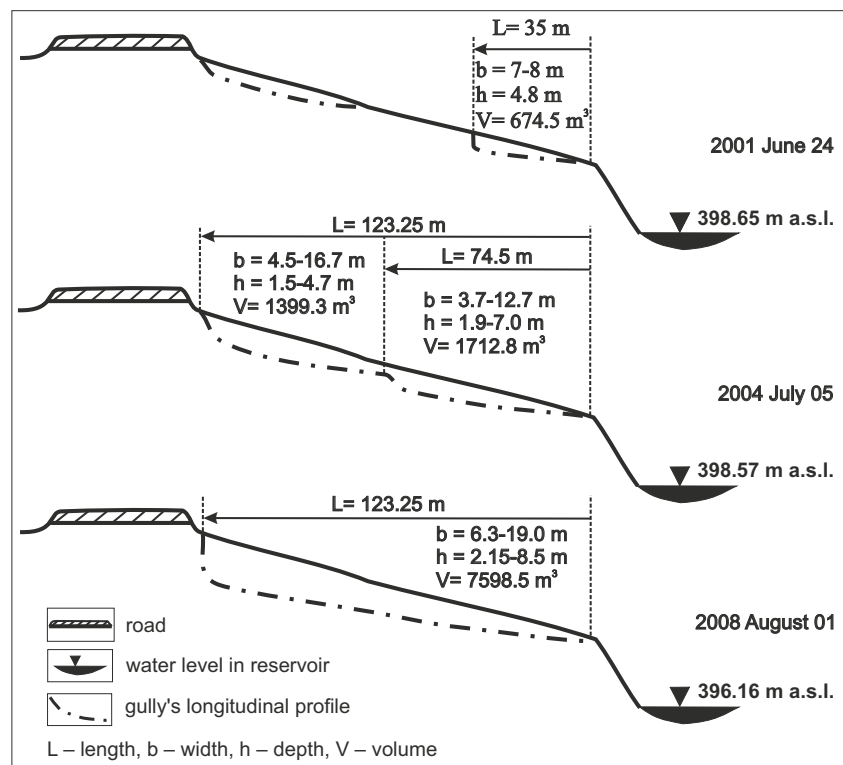 L= 35 m
b = 7-8 m
h = 4.8 m
V= 674.5 m³
2001 June 24
398.65 m a.s.l.
L= 123.25 m
b = 4.5-16.7 m
h = 1.5-4.7 m
V= 1399.3 m³
L= 74.5 m
b = 3.7-12.7 m
h = 1.9-7.0 m
V= 1712.8 m³
2004 July 05
398.57 m a.s.l.
L= 123.25 m
b = 6.3-19.0 m
h = 2.15-8.5 m
V= 7598.5 m³
2008 August 01
396.16 m a.s.l.
road
water level in reservoir
gully's longitudinal profile
L – length, b – width, h – depth, V – volume